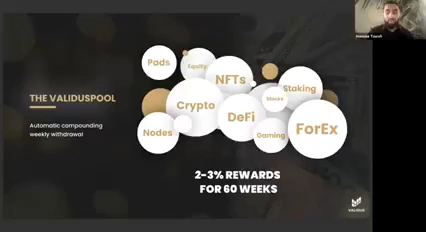 Pads
Equity
NFTs
Staking
THE VALIDUSPOOL
Crypto
Stocks
DeFi
Automatic compounding
weekly withdrawal
Nodes
Gaming
ForEx
2-3% REWARDS
FOR 60 WEEKS
VALIDUS